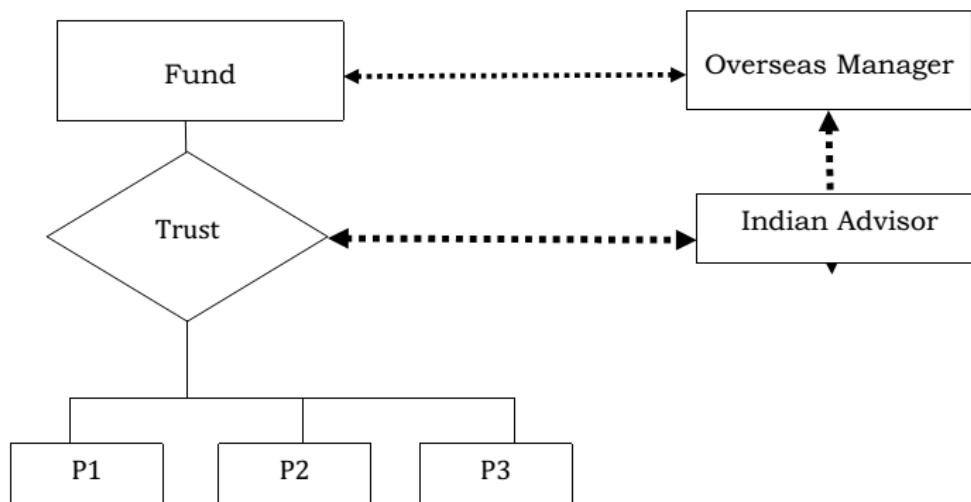 Fund
Overseas Manager
Trust
Indian Advisor
P1
P2
P3